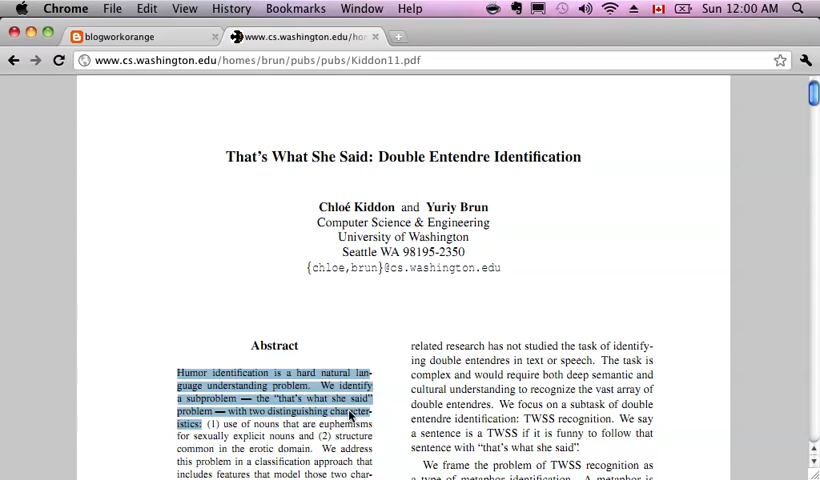 Chrome File Edit View History Bookmarks Window Help Sun 12:00 AM
blogworkorange
www.cs.washington.edu/ho
www.cs.washington.edu/homes/brun/pubs/pubs/Kiddon11.pdf
That's What She Said: Double Entendre Identification
Chloé Kiddon and Yuriy Brun
Computer Science & Engineering
University of Washington
Seattle WA 98195-2350
{chloe,brun}@cs.washington.edu
Abstract
Humor identification is a hard natural lan-
guage understanding problem. We identify
a subproblem — the "that's what she said"
problem — with two distinguishing character-
istics: (1) use of nouns that are euphemisms
for sexually explicit nouns and (2) structure
common in the erotic domain. We address
this problem in a classification approach that
includes features that model those two char-
related research has not studied the task of identify-
ing double entendres in text or speech. The task is
complex and would require both deep semantic and
cultural understanding to recognize the vast array of
double entendres. We focus on a subtask of double
entendre identification: TWSS recognition. We say
a sentence is a TWSS if it is funny to follow that
sentence with "that's what she said".
We frame the problem of TWSS recognition as
a type of metaphor identification. A metaphor is